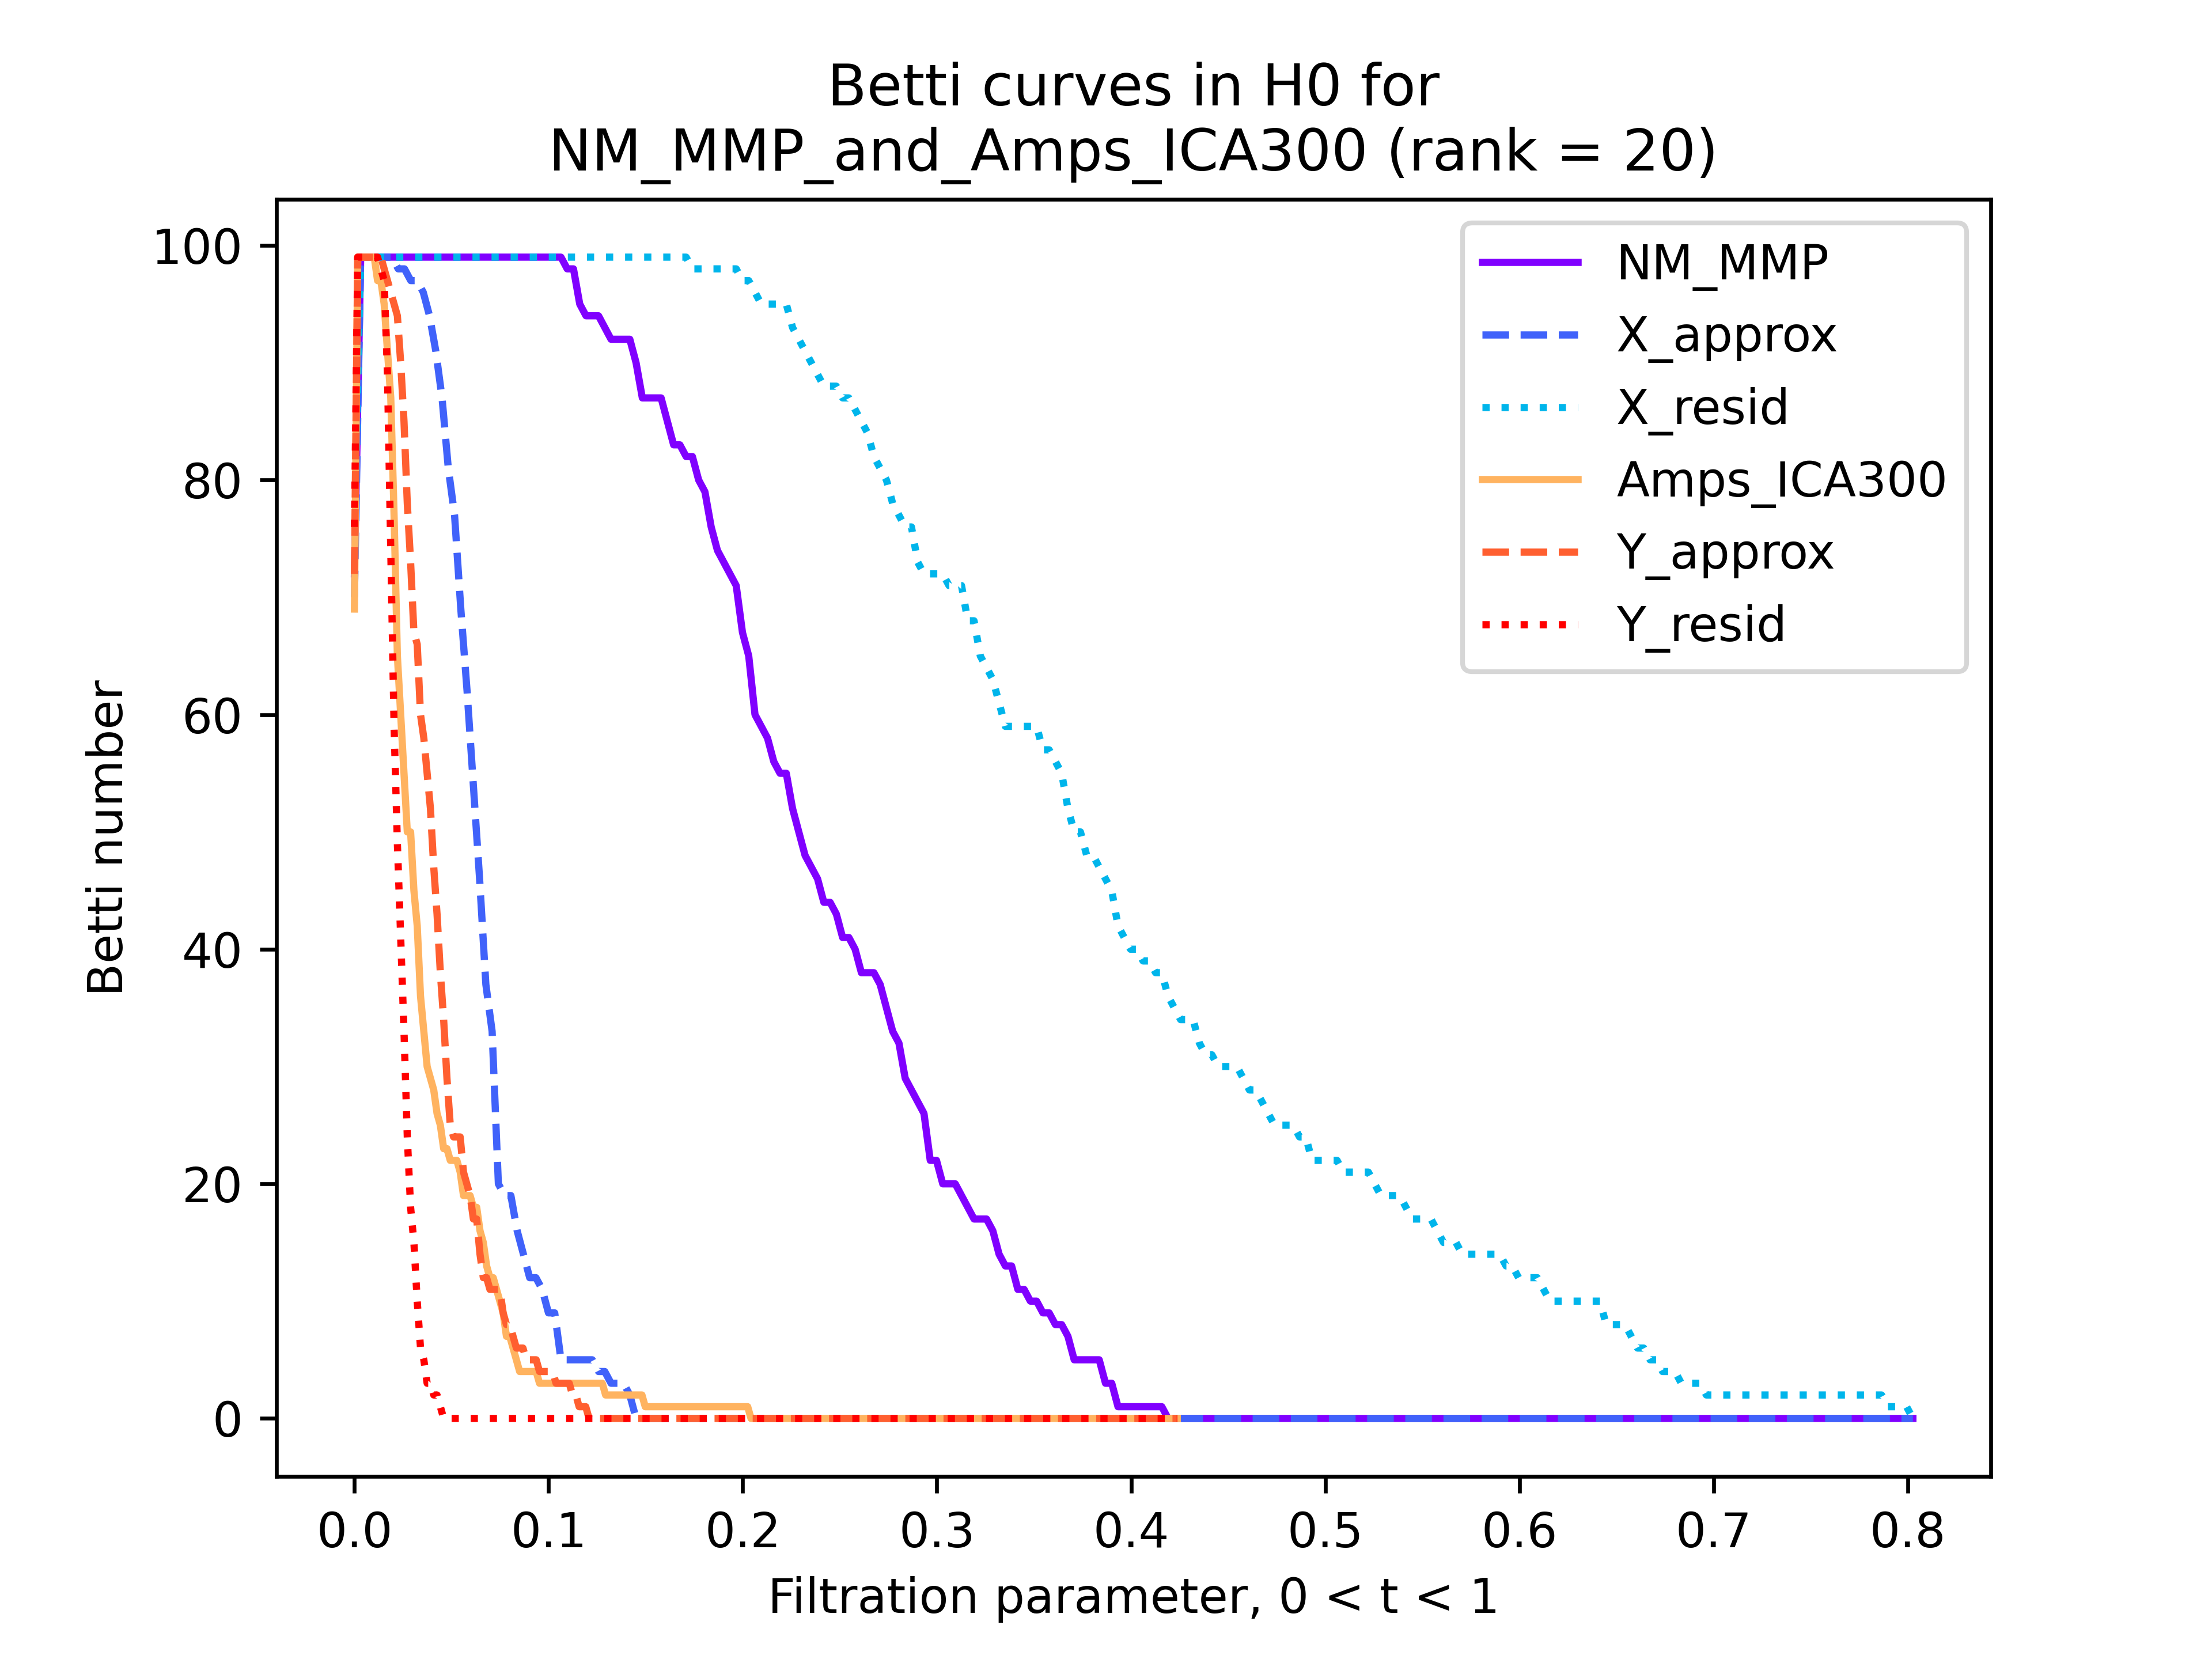 Betti curves in H0 for
NM_MMP_and_Amps_ICA300 (rank = 20)
100
80
60
40
20
0
Betti number
NM_MMP
X_approx
X_resid
Amps_ICA300
Y_approx
Y_resid
0.0 0.1 0.2 0.3 0.4 0.5 0.6 0.7 0.8
Filtration parameter, 0 < t < 1